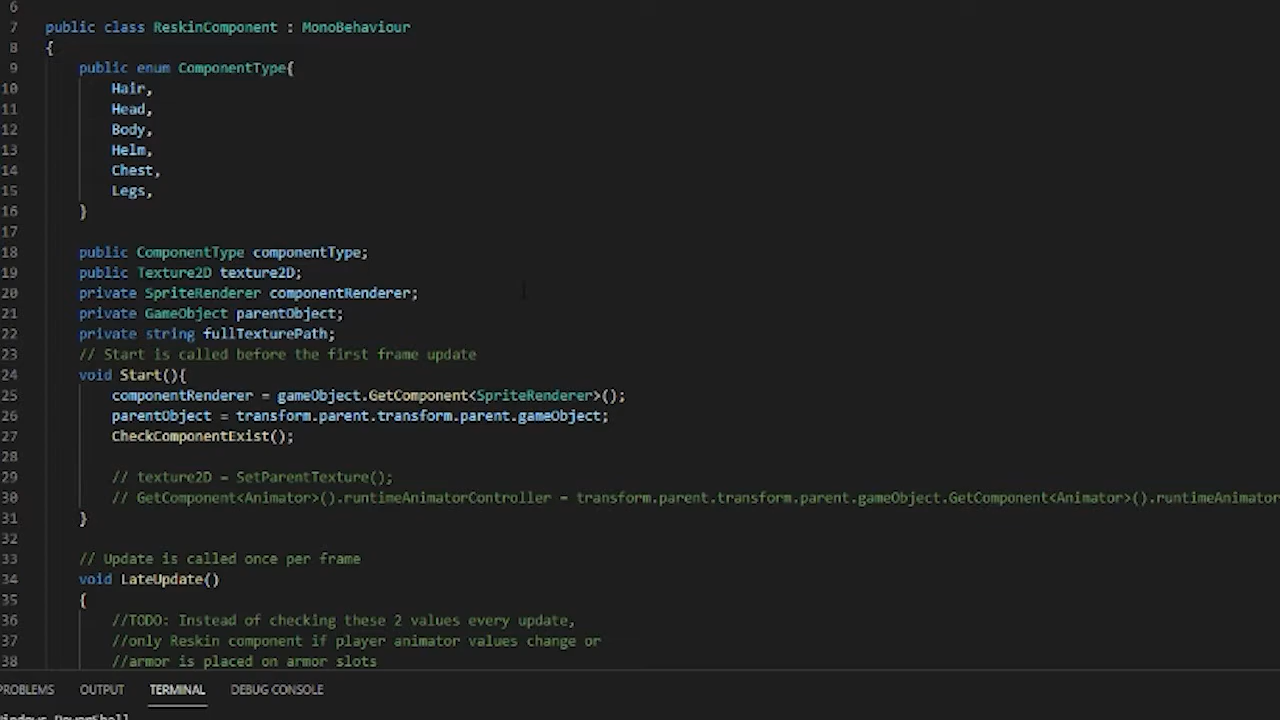 6
7 public class ReskinComponent : MonoBehaviour
8 {
9 public enum ComponentType{
10 Hair,
11 Head,
12 Body,
13 Helm,
14 Chest,
15 Legs,
16 }
17
18 public ComponentType componentType;
19 public Texture2D texture2D;
20 private SpriteRenderer componentRenderer;
21 private GameObject parentObject;
22 private string fullTexturePath;
23 // Start is called before the first frame update
24 void Start(){
25 componentRenderer = gameObject.GetComponent<SpriteRenderer>();
26 parentObject = transform.parent.transform.parent.gameObject;
27 CheckComponentExist();
28
29 // texture2D = SetParentTexture();
30 // GetComponent<Animator>().runtimeAnimatorController = transform.parent.transform.parent.gameObject.GetComponent<Animator>().runtimeAnimator
31 }
32
33 // Update is called once per frame
34 void LateUpdate()
35 {
36 //TODO: Instead of checking these 2 values every update,
37 //only Reskin component if player animator values change or
38 //armor is placed on armor slots
PROBLEMS OUTPUT TERMINAL DEBUG CONSOLE
Windows PowerShell